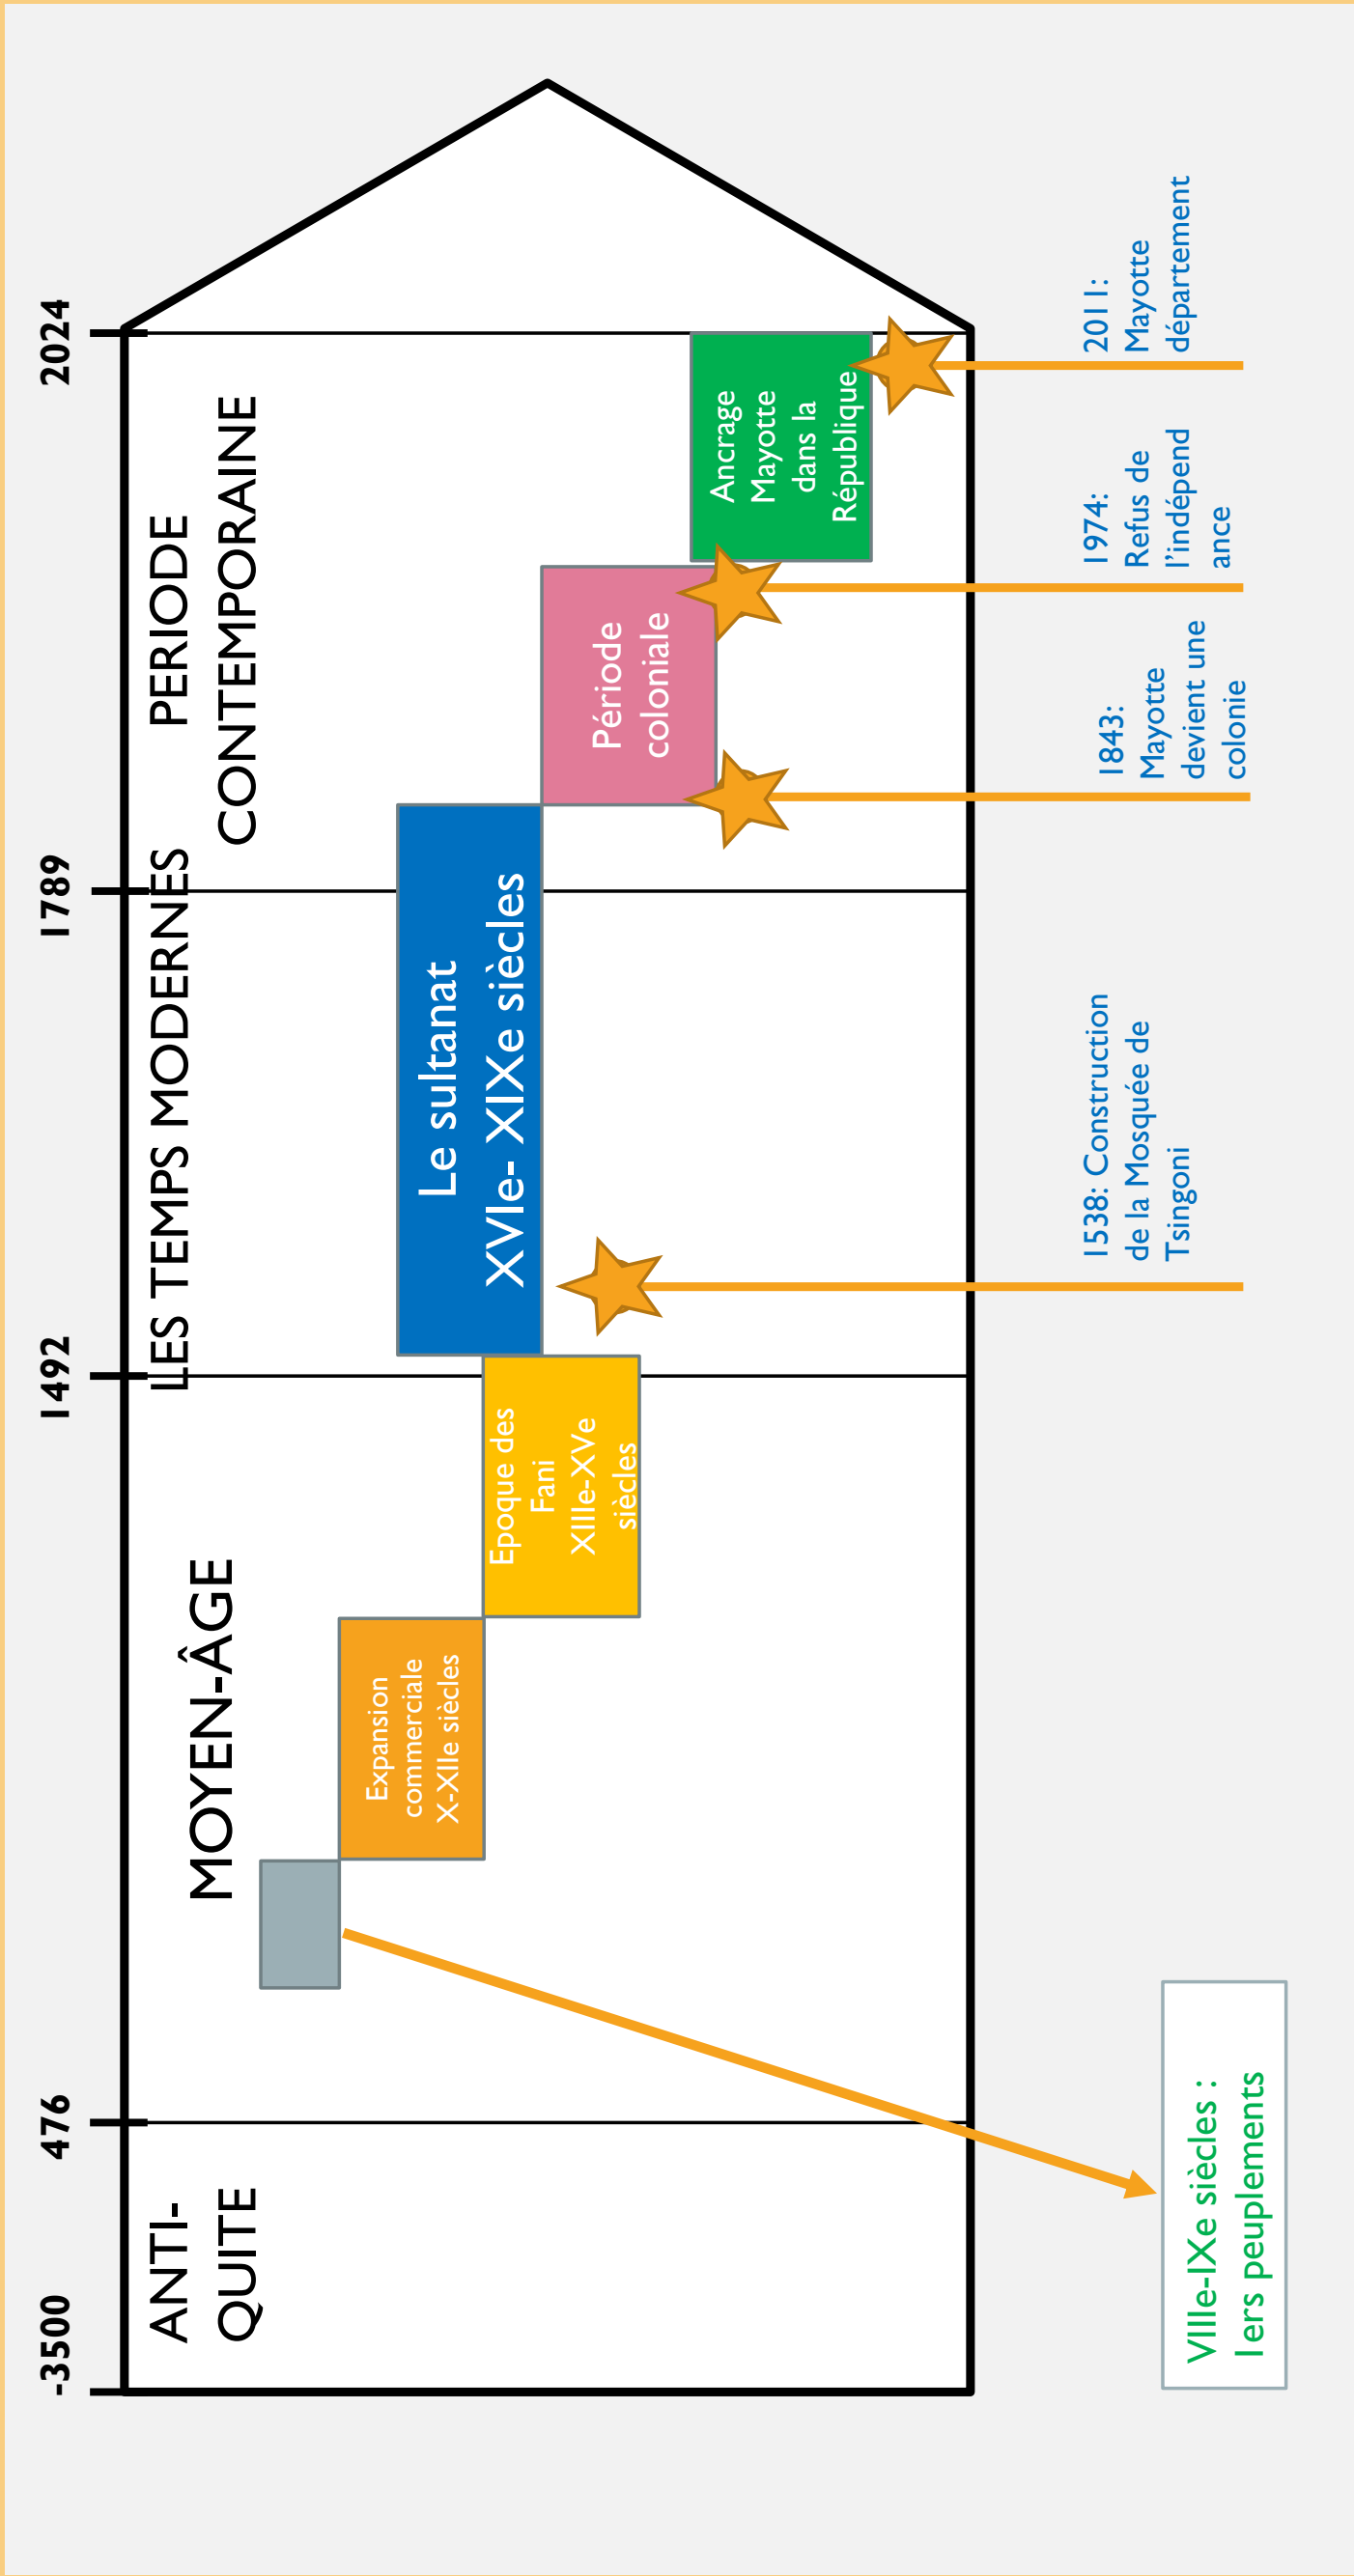 -3500
476
1492
1789
2024
ANTI-
QUITE
MOYEN-ÂGE
LES TEMPS MODERNES
PERIODE
CONTEMPORAINE
Expansion
commerciale
X-XIIe siècles
Epoque des
Fani
XIIIe-XVe
siècles
Le sultanat
XVIe- XIXe siècles
Période
coloniale
Ancrage
Mayotte
dans la
République
VIIIe-IXe siècles :
1ers peuplements
1538: Construction
de la Mosquée de
Tsingoni
1843:
Mayotte
devient une
colonie
1974:
Refus de
l'indépend
ance
2011:
Mayotte
département